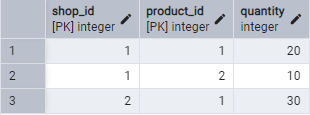 shop_id product_id quantity
[PK] integer [PK] integer integer
1 1 1 20
2 1 2 10
3 2 1 30